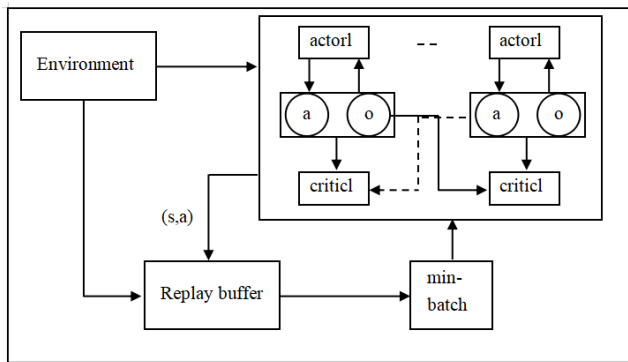 actorl
actorl
Environment
a
o
a
o
criticl
criticl
(s,a)
Replay buffer
min-
batch